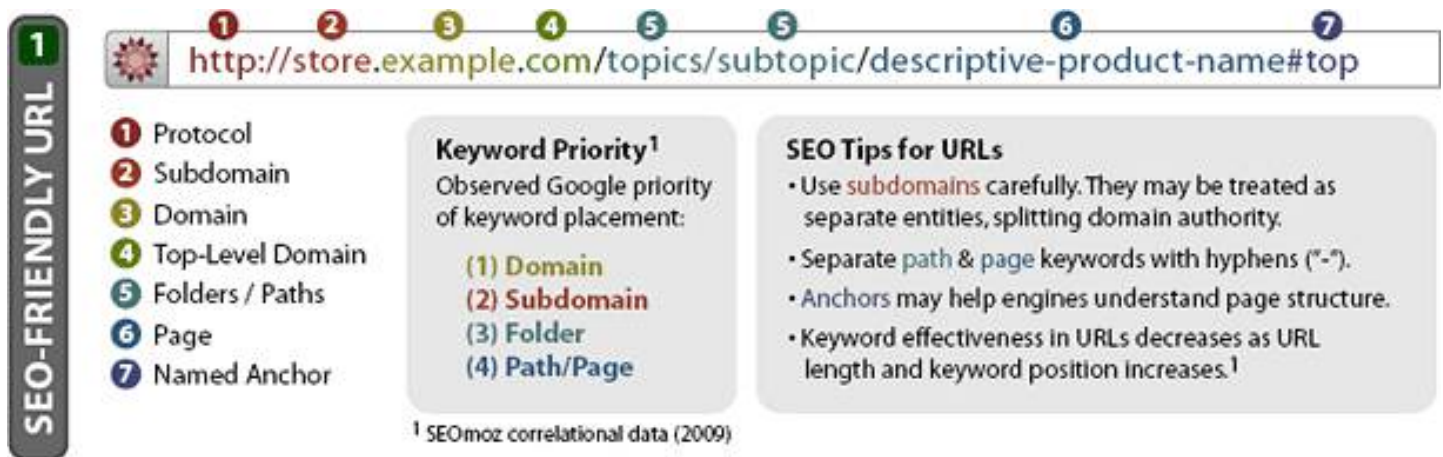 SEO-FRIENDLY URL 1
1 2 3 4 5 5 6 7
http://store.example.com/topics/subtopic/descriptive-product-name#top
1 Protocol
2 Subdomain
3 Domain
4 Top-Level Domain
5 Folders / Paths
6 Page
7 Named Anchor
Keyword Priority¹
Observed Google priority
of keyword placement:
(1) Domain
(2) Subdomain
(3) Folder
(4) Path/Page
SEO Tips for URLs
• Use subdomains carefully. They may be treated as
separate entities, splitting domain authority.
• Separate path & page keywords with hyphens ("-").
• Anchors may help engines understand page structure.
• Keyword effectiveness in URLs decreases as URL
length and keyword position increases.¹
¹ SEOmoz correlational data (2009)